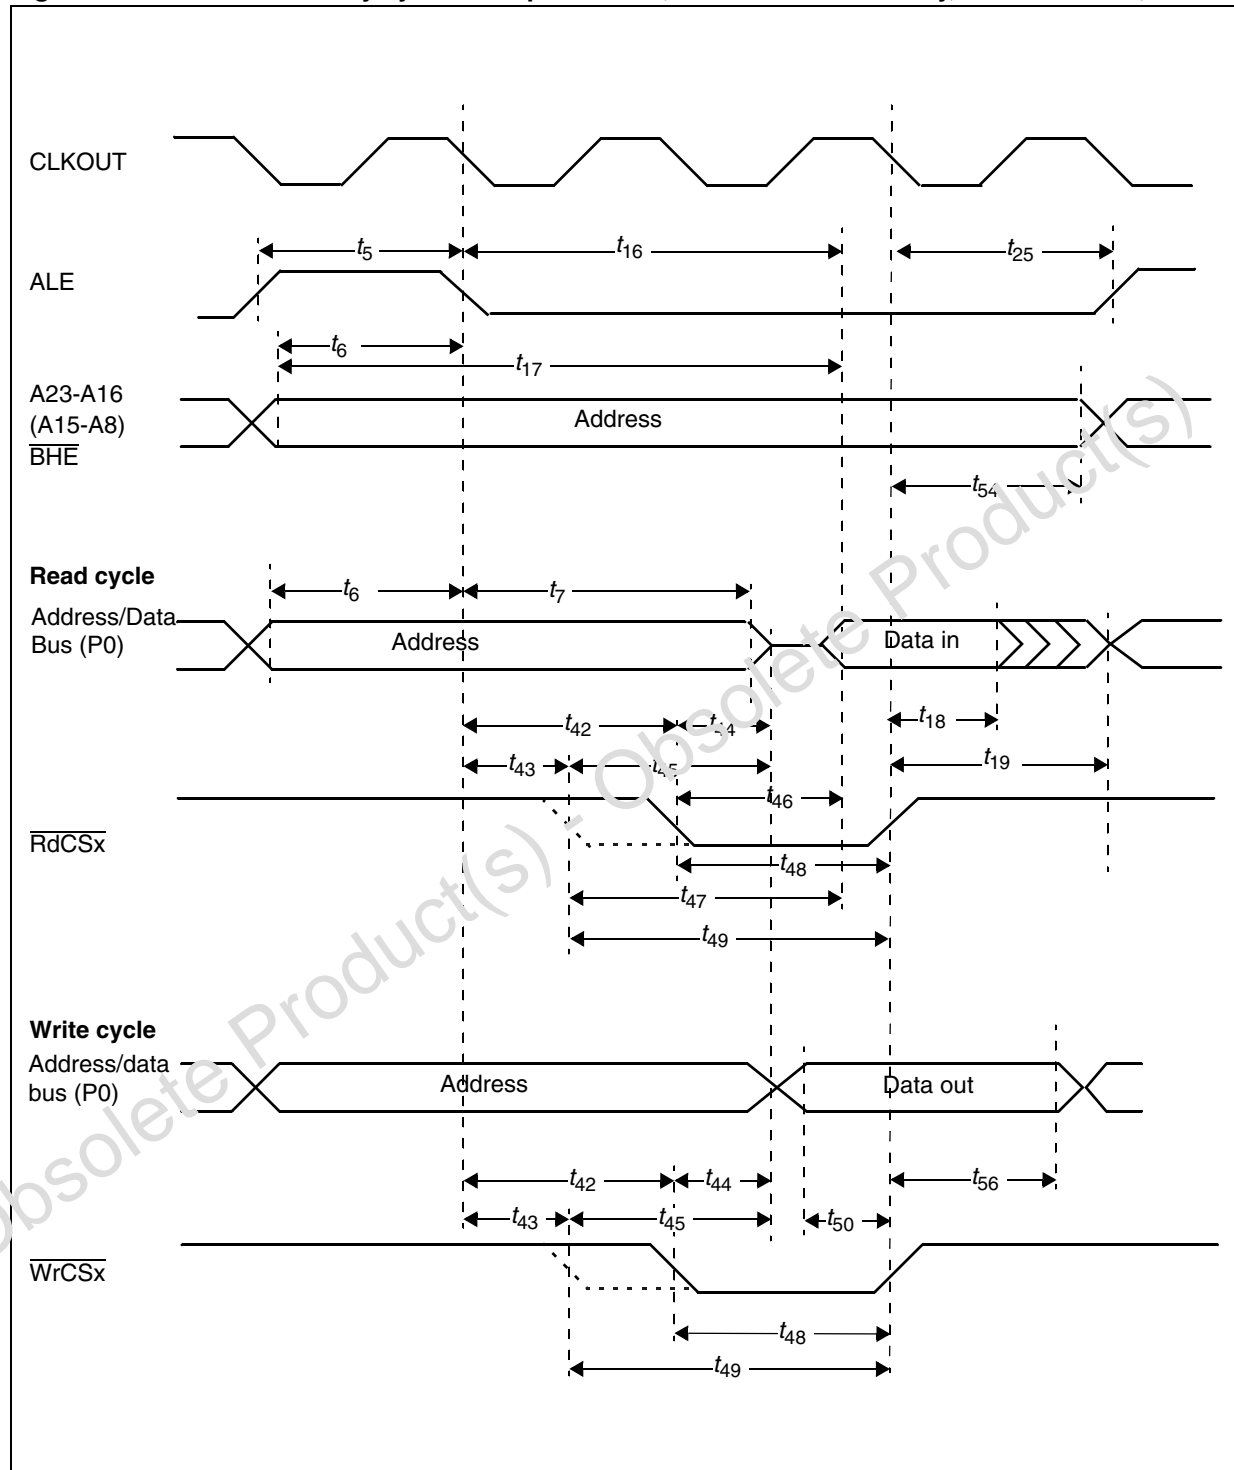 CLKOUT
t5
t16
t25
ALE
t6
t17
A23-A16
(A15-A8)
BHE
Address
t54
Read cycle
Address/Data
Bus (P0)
t6
t7
Address
Data in
t42
t44
t18
t43
t45
t19
t46
RdCSx
t48
t47
t49
Write cycle
Address/data
bus (P0)
Address
Data out
t42
t44
t56
t43
t45
t50
WrCSx
t48
t49
Obsolete Product(s) - Obsolete Product(s)